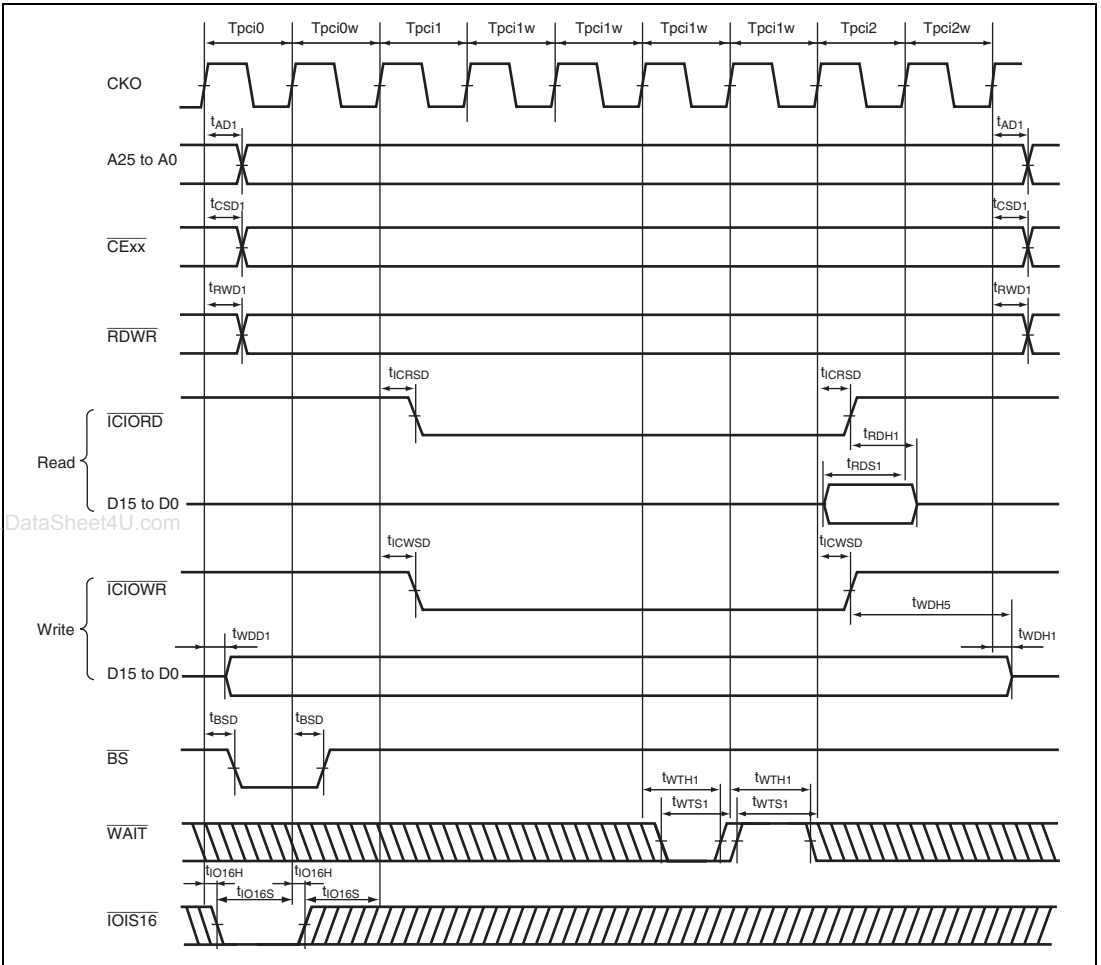 Tpci0 Tpci0w Tpci1 Tpci1w Tpci1w Tpci1w Tpci1w Tpci2 Tpci2w
CKO
tAD1 tAD1
A25 to A0
tCSD1 tCSD1
CExx
tRWD1 tRWD1
RDWR
tICRSD tICRSD
ICIORD
tRDH1
Read
tRDS1
D15 to D0
DataSheet4U.com
tICWSD tICWSD
ICIOWR
tWDH5
Write
tWDD1 tWDH1
D15 to D0
tBSD tBSD
BS
tWTH1 tWTH1
tWTS1 tWTS1
WAIT
tIO16H tIO16H
tIO16S tIO16S
IOIS16